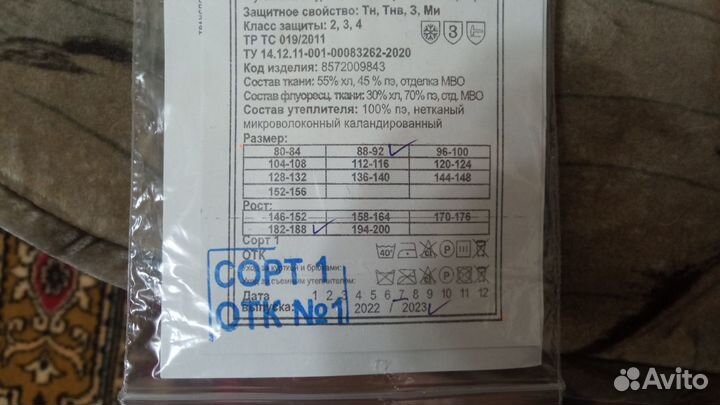 Защитное свойство: Тн, Тнв, З, Ми
Класс защиты: 2, 3, 4
ТР ТС 019/2011
З
ТУ 14.12.11-001-00083262-2020
Код изделия: 8572009843
Состав ткани: 55% хл, 45 % пэ, отделка МВО
Состав флуоресц. ткани: 30% хл, 70% пэ, отд. МВО
Состав утеплителя: 100% пэ, нетканый
микроволоконный каландрированный
Размер:
80-84 88-92 96-100
104-108 112-116 120-124
128-132 136-140 144-148
152-156
Рост:
146-152 158-164 170-176
182-188 194-200
Сорт 1
ОТК
40° P
P
СОРТ 1
Дата 1 2 3 4 5 6 7 8 9 10 11 12
выпуска: 2022 / 2023
ОТК №1
Avito